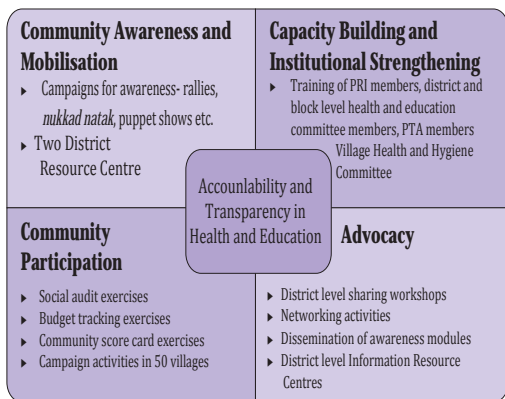 Community Awareness and
Mobilisation
▸ Campaigns for awareness- rallies,
nukkad natak, puppet shows etc.
▸ Two District
Resource Centre
Capacity Building and
Institutional Strengthening
▸ Training of PRI members, district and
block level health and education
committee members, PTA members
Village Health and Hygiene
Committee
Accounlability and
Transparency in
Health and Education
Community
Participation
▸ Social audit exercises
▸ Budget tracking exercises
▸ Community score card exercises
▸ Campaign activities in 50 villages
Advocacy
▸ District level sharing workshops
▸ Networking activities
▸ Dissemination of awareness modules
▸ District level Information Resource
Centres